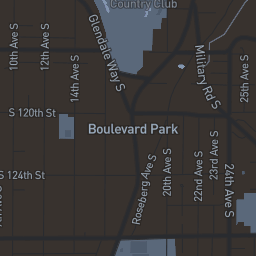 Country Club
Glendale Way S
Military Rd S
10th Ave S
12th Ave S
14th Ave S
25th Ave S
S 120th St
Boulevard Park
S 124th St
Roseberg Ave S
20th Ave S
22nd Ave S
23rd Ave S
24th Ave S